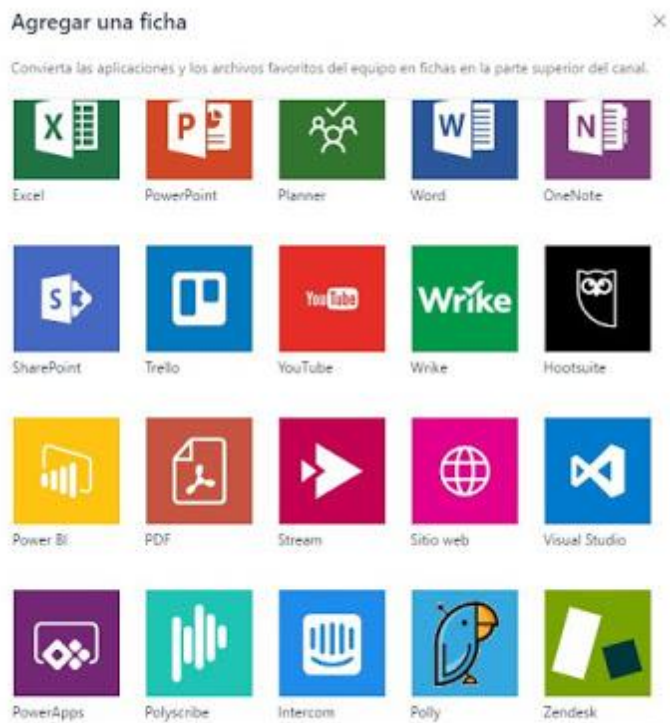 Agregar una ficha
Convierta las aplicaciones y los archivos favoritos del equipo en fichas en la parte superior del canal.
X P W N
Excel PowerPoint Planner Word OneNote
S YouTube Wrike
SharePoint Trello YouTube Wrike Hootsuite
Power BI PDF Stream Sitio web Visual Studio
PowerApps Polyscribe Intercom Polly Zendesk